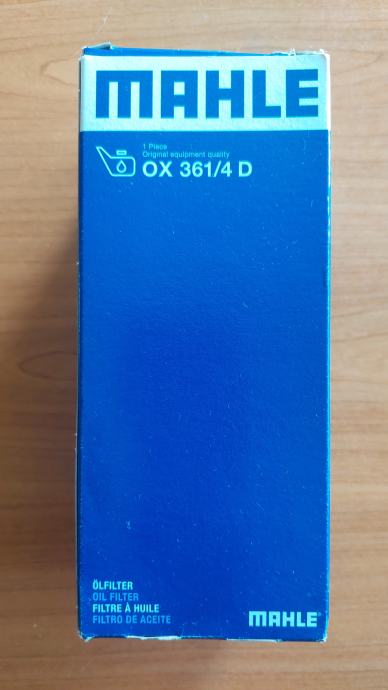 MAHLE
1 Piece
Original equipment quality
OX 361/4 D
ÖLFILTER
OIL FILTER
FILTRE À HUILE
FILTRO DE ACEITE
MAHLE